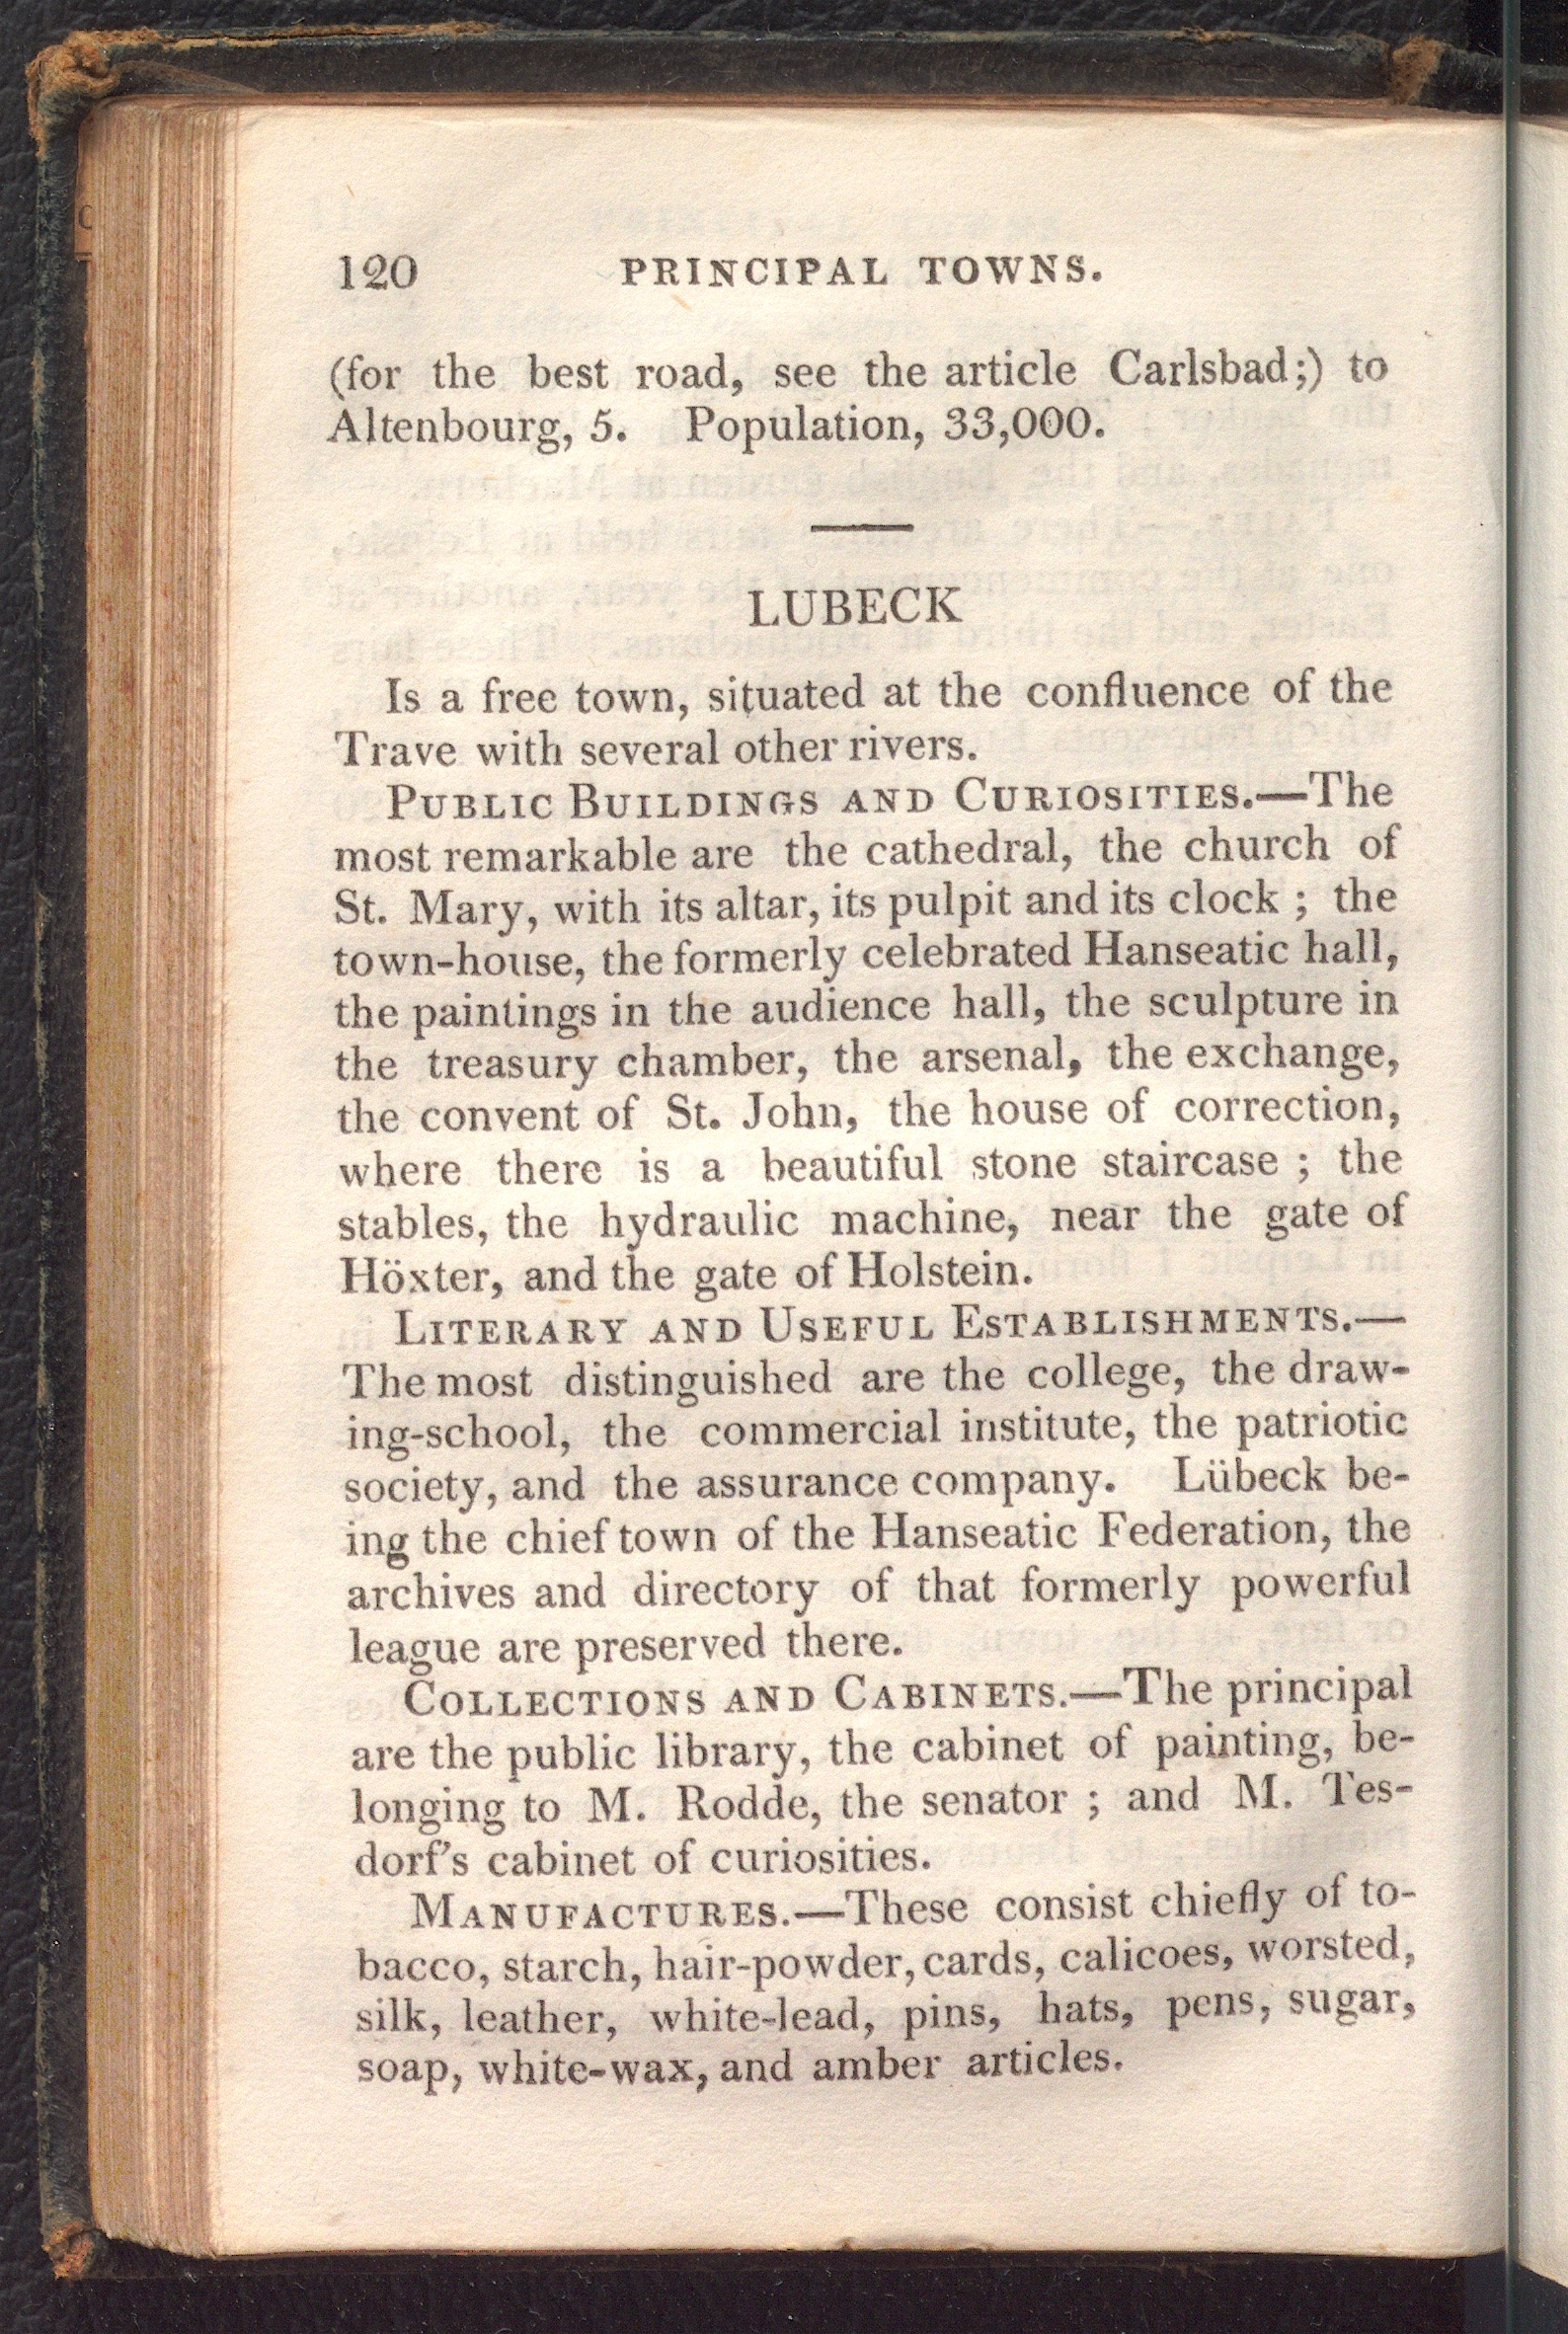 120 PRINCIPAL TOWNS.
(for the best road, see the article Carlsbad;) to
Altenbourg, 5. Population, 33,000.
LUBECK
Is a free town, situated at the confluence of the
Trave with several other rivers.
PUBLIC BUILDINGS AND CURIOSITIES.—The
most remarkable are the cathedral, the church of
St. Mary, with its altar, its pulpit and its clock ; the
town-house, the formerly celebrated Hanseatic hall,
the paintings in the audience hall, the sculpture in
the treasury chamber, the arsenal, the exchange,
the convent of St. John, the house of correction,
where there is a beautiful stone staircase ; the
stables, the hydraulic machine, near the gate of
Höxter, and the gate of Holstein.
LITERARY AND USEFUL ESTABLISHMENTS.—
The most distinguished are the college, the draw-
ing-school, the commercial institute, the patriotic
society, and the assurance company. Lübeck be-
ing the chief town of the Hanseatic Federation, the
archives and directory of that formerly powerful
league are preserved there.
COLLECTIONS AND CABINETS.—The principal
are the public library, the cabinet of painting, be-
longing to M. Rodde, the senator ; and M. Tes-
dorf's cabinet of curiosities.
MANUFACTURES.—These consist chiefly of to-
bacco, starch, hair-powder, cards, calicoes, worsted,
silk, leather, white-lead, pins, hats, pens, sugar,
soap, white-wax, and amber articles.